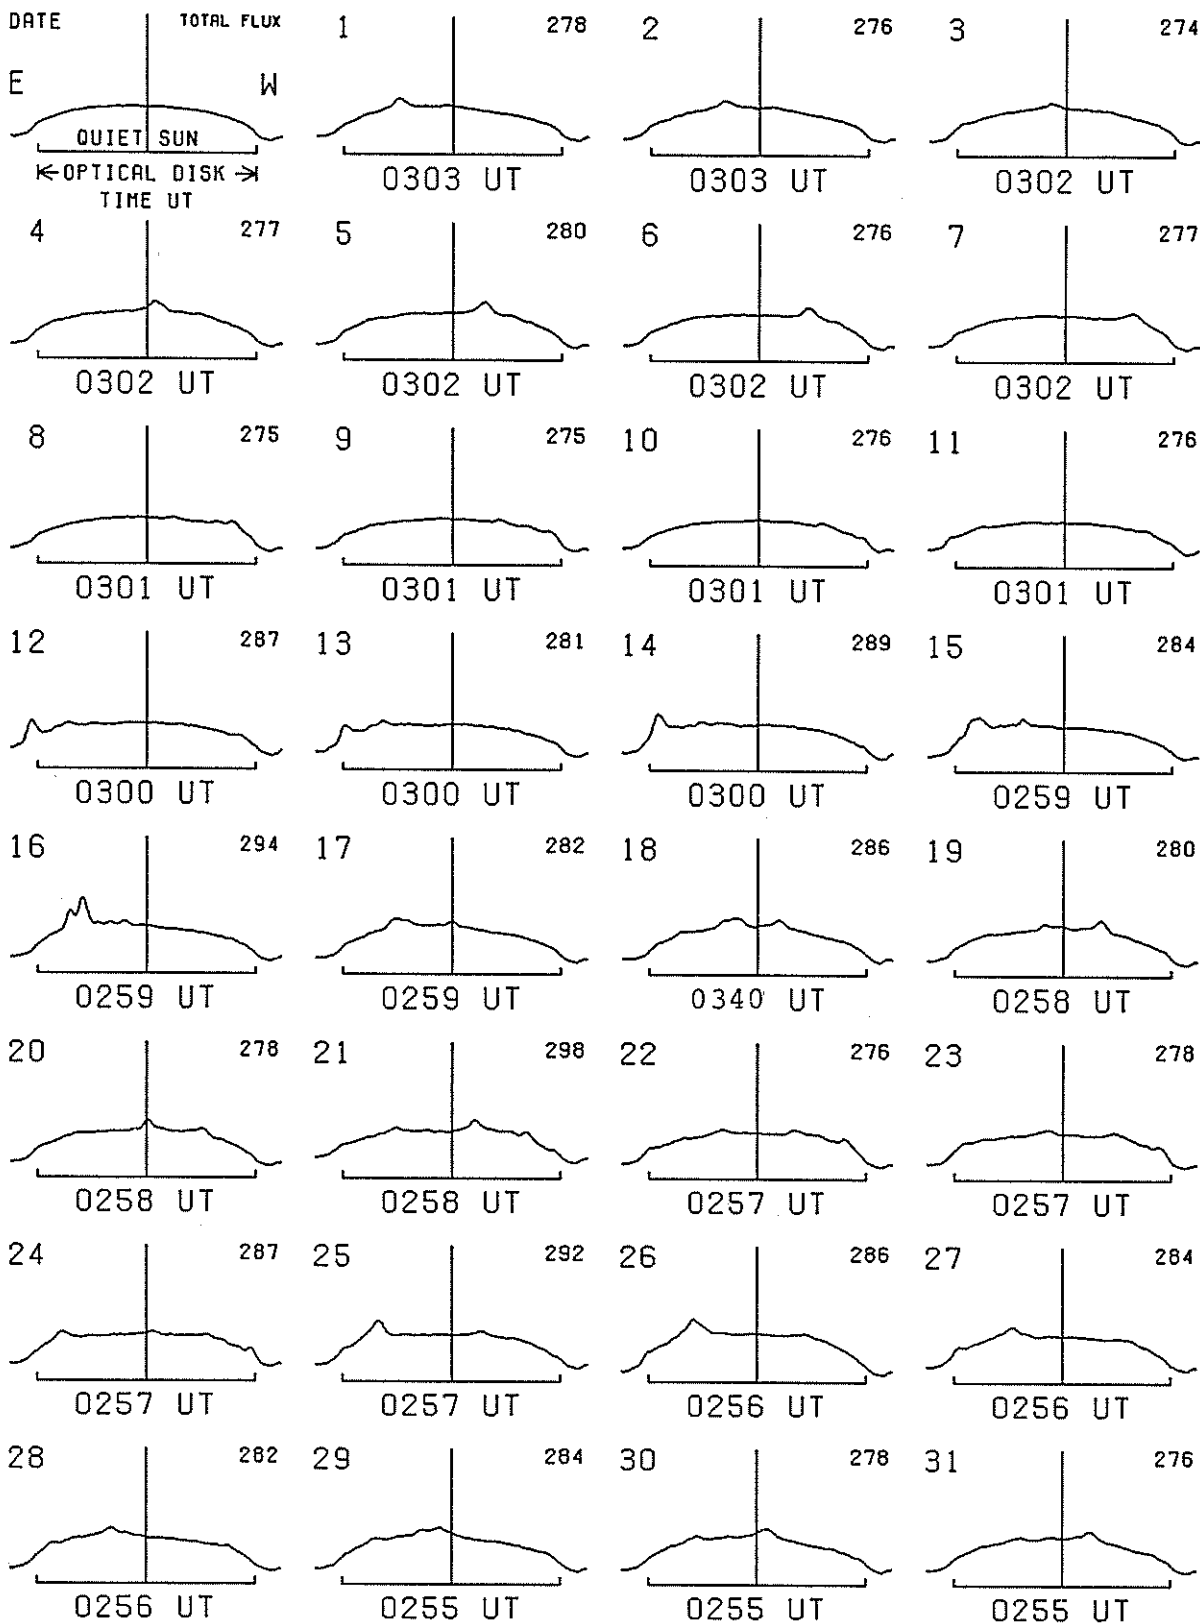 DATE TOTAL FLUX 1 278 2 276 3 274
E W
QUIET SUN
←OPTICAL DISK→ 0303 UT 0303 UT 0302 UT
TIME UT
4 277 5 280 6 276 7 277
0302 UT 0302 UT 0302 UT 0302 UT
8 275 9 275 10 276 11 276
0301 UT 0301 UT 0301 UT 0301 UT
12 287 13 281 14 289 15 284
0300 UT 0300 UT 0300 UT 0259 UT
16 294 17 282 18 286 19 280
0259 UT 0259 UT 0340 UT 0258 UT
20 278 21 298 22 276 23 278
0258 UT 0258 UT 0257 UT 0257 UT
24 287 25 292 26 286 27 284
0257 UT 0257 UT 0256 UT 0256 UT
28 282 29 284 30 278 31 276
0256 UT 0255 UT 0255 UT 0255 UT